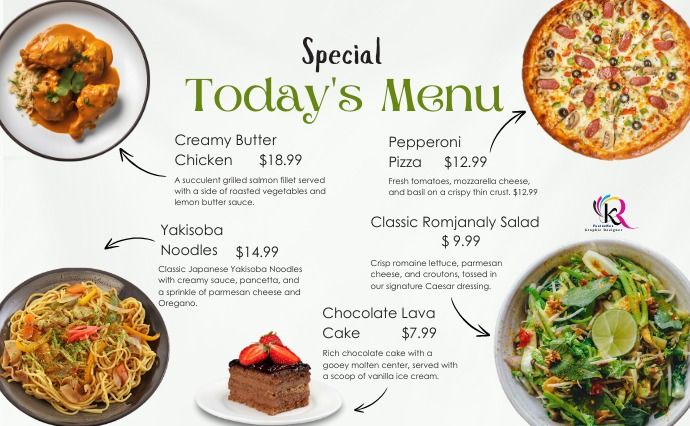 Special
Today's Menu
Creamy Butter
Chicken $18.99
A succulent grilled salmon fillet served
with a side of roasted vegetables and
lemon butter sauce.
Pepperoni
Pizza $12.99
Fresh tomatoes, mozzarella cheese,
and basil on a crispy thin crust. $12.99
Yakisoba
Noodles $14.99
Classic Japanese Yakisoba Noodles
with creamy sauce, pancetta, and
a sprinkle of parmesan cheese and
Oregano.
Classic Romjanaly Salad
$ 9.99
Crisp romaine lettuce, parmesan
cheese, and croutons, tossed in
our signature Caesar dressing.
Chocolate Lava
Cake $7.99
Rich chocolate cake with a
gooey molten center, served with
a scoop of vanilla ice cream.
KR
Graphic Designer